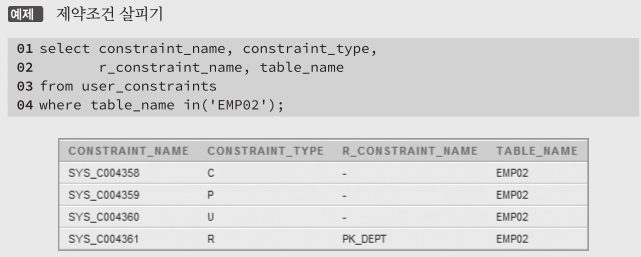 예제 제약조건 살피기
01 select constraint_name, constraint_type,
02 r_constraint_name, table_name
03 from user_constraints
04 where table_name in('EMP02');
CONSTRAINT_NAME CONSTRAINT_TYPE R_CONSTRAINT_NAME TABLE_NAME
SYS_C004358 C - EMP02
SYS_C004359 P - EMP02
SYS_C004360 U - EMP02
SYS_C004361 R PK_DEPT EMP02